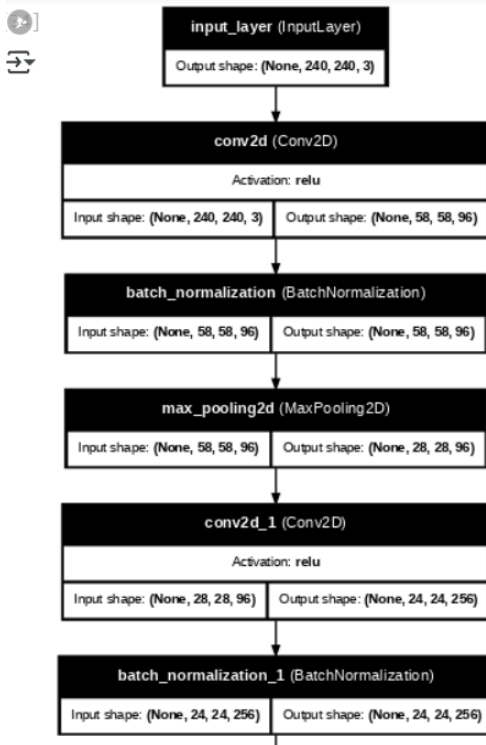 ]
input_layer (InputLayer)
Output shape: (None, 240, 240, 3)
conv2d (Conv2D)
Activation: relu
Input shape: (None, 240, 240, 3) Output shape: (None, 58, 58, 96)
batch_normalization (BatchNormalization)
Input shape: (None, 58, 58, 96) Output shape: (None, 58, 58, 96)
max_pooling2d (MaxPooling2D)
Input shape: (None, 58, 58, 96) Output shape: (None, 28, 28, 96)
conv2d_1 (Conv2D)
Activation: relu
Input shape: (None, 28, 28, 96) Output shape: (None, 24, 24, 256)
batch_normalization_1 (BatchNormalization)
Input shape: (None, 24, 24, 256) Output shape: (None, 24, 24, 256)